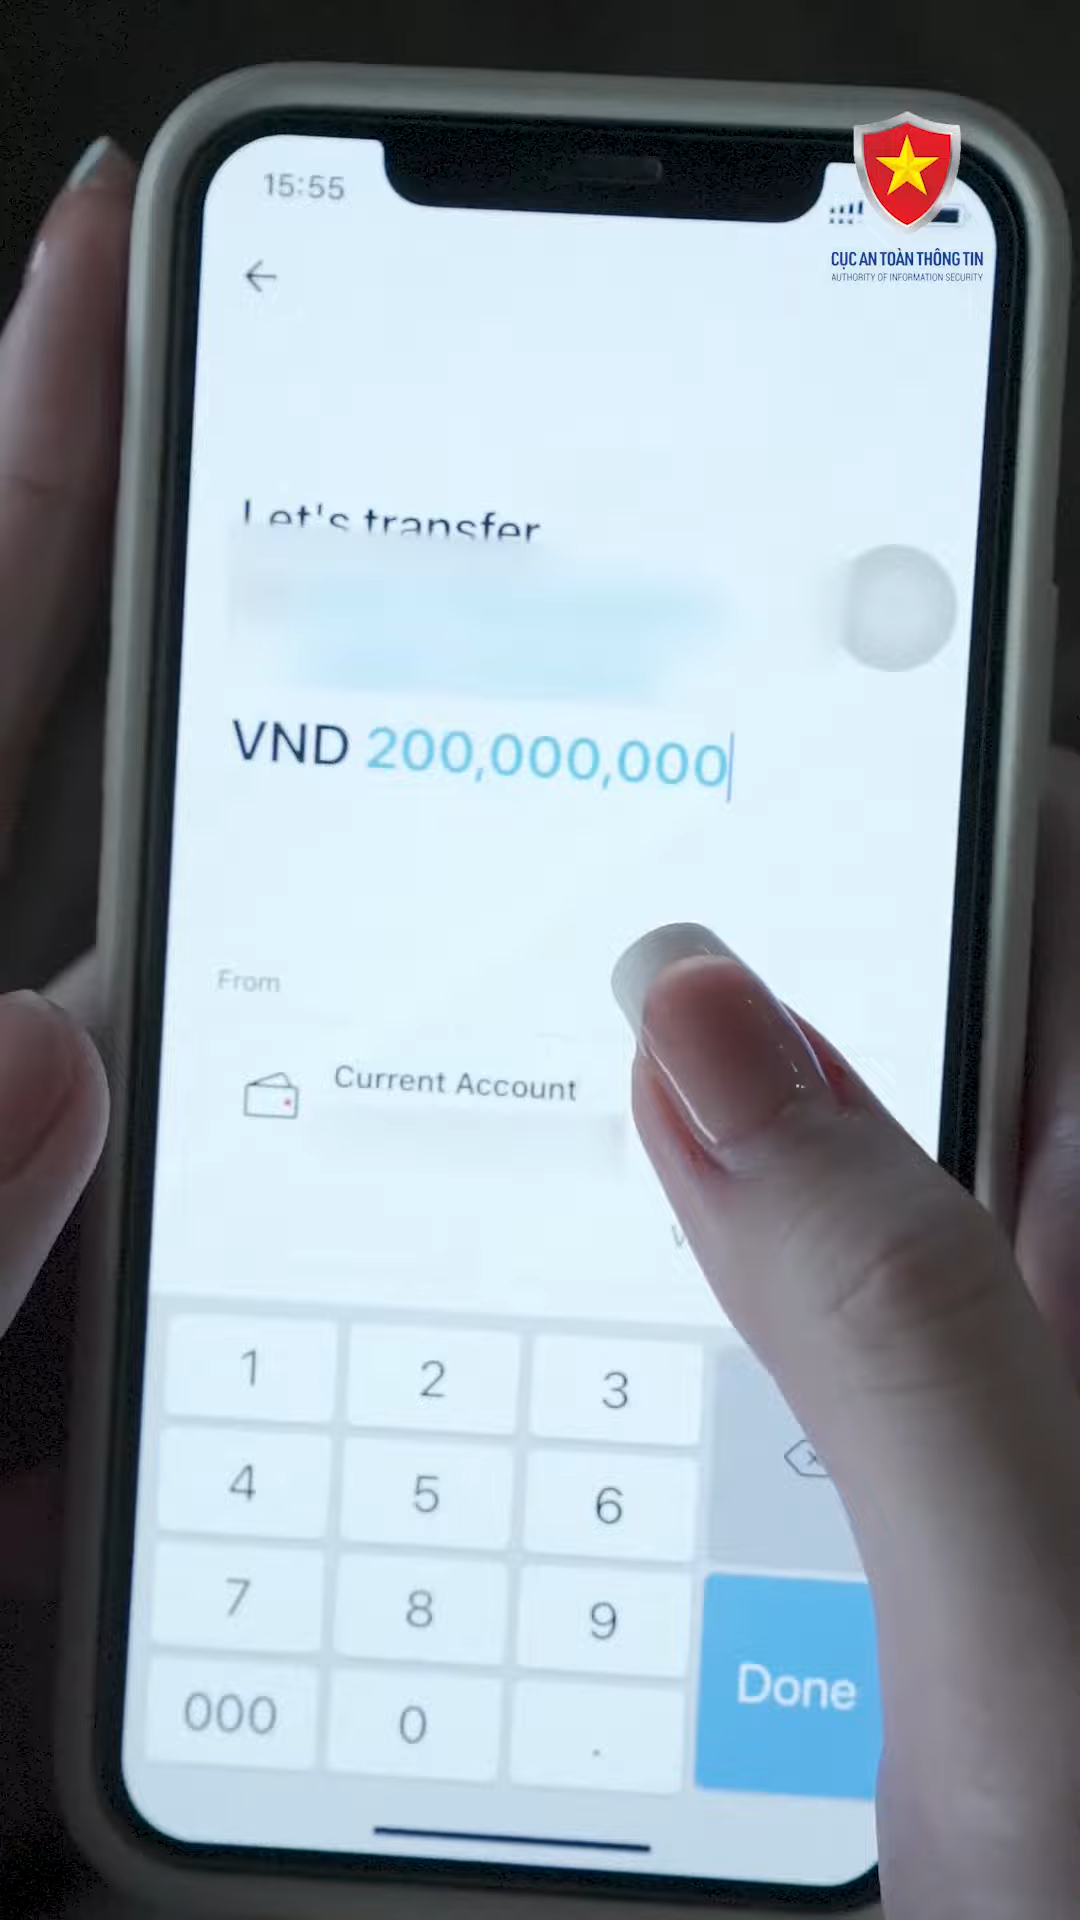 15:55
CỤC AN TOÀN THÔNG TIN
AUTHORITY OF INFORMATION SECURITY
Let's transfer
VND 200,000,000
From
Current Account
1 2 3
4 5 6
7 8 9
000 0 .
Done